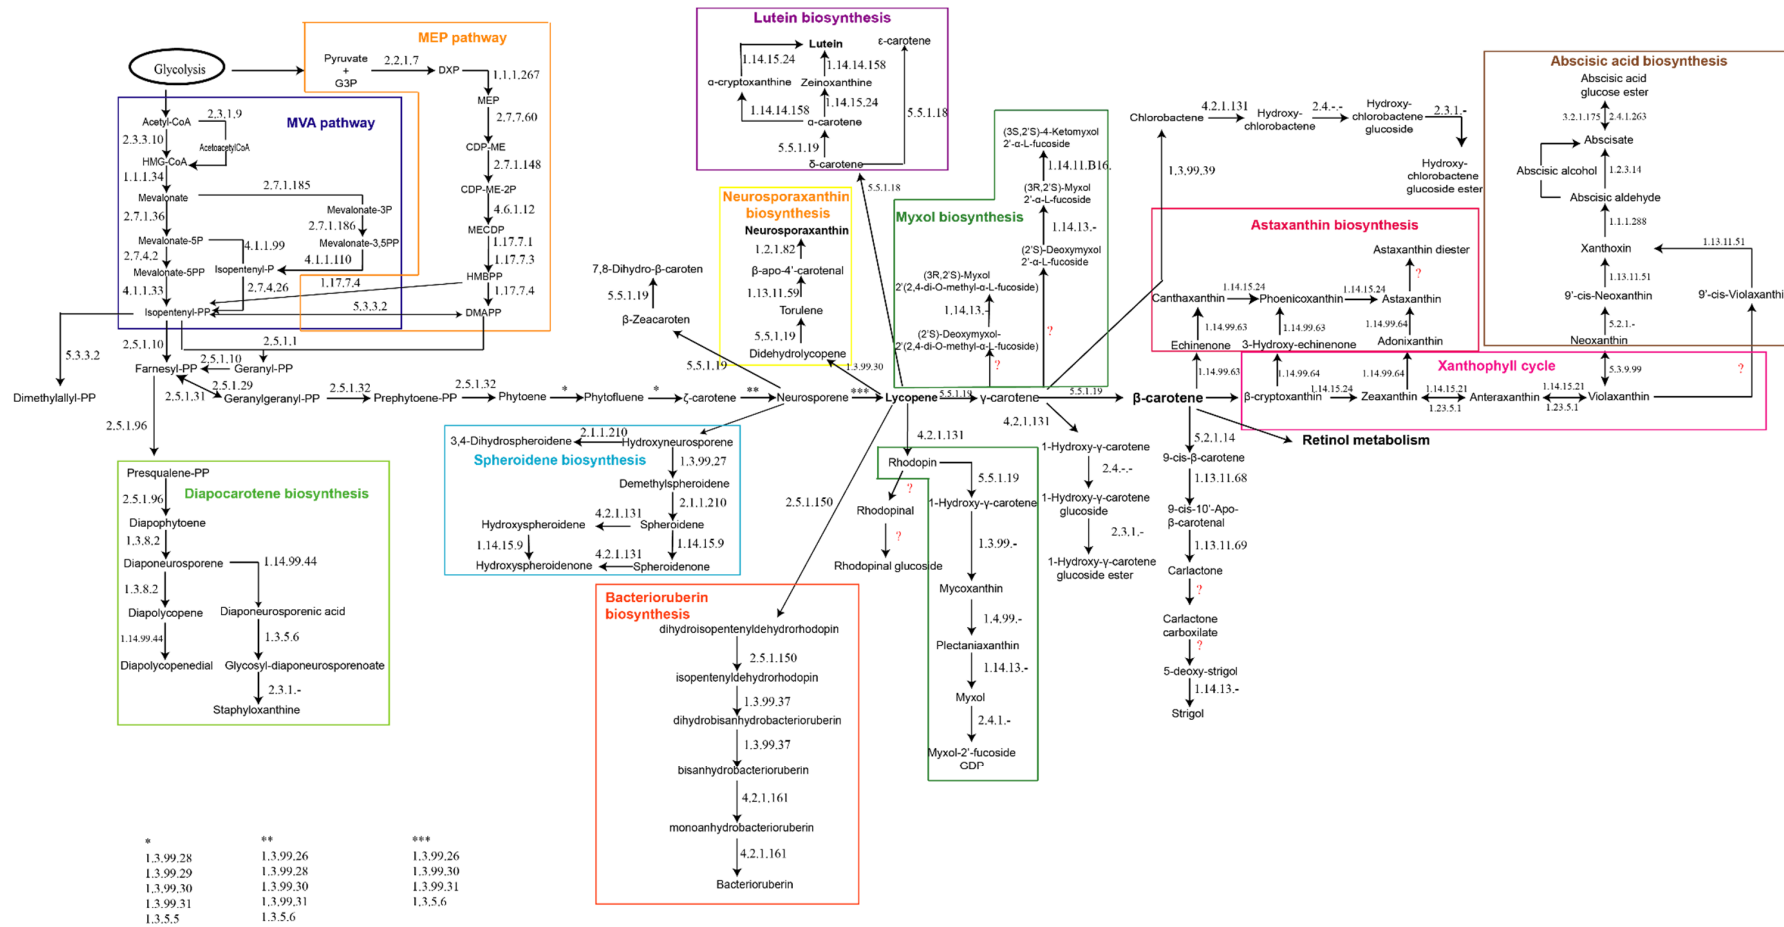 Glycolysis
MEP pathway
Pyruvate
+
G3P
2.2.1.7
DXP
1.1.1.267
MEP
2.7.7.60
CDP-ME
2.7.1.148
CDP-ME-2P
4.6.1.12
MECDP
1.17.7.1
1.17.7.3
HMBPP
1.17.7.4
1.17.7.4
DMAPP
MVA pathway
Acetyl-CoA
2.3.1.9
2.3.3.10
AcetoacetylCoA
HMG-CoA
1.1.1.34
Mevalonate
2.7.1.185
Mevalonate-3P
2.7.1.36
2.7.1.186
Mevalonate-5P
4.1.1.99
Mevalonate-3,5PP
2.7.4.2
4.1.1.110
Mevalonate-5PP
Isopentenyl-P
4.1.1.33
2.7.4.26
5.3.3.2
Isopentenyl-PP
2.5.1.10
2.5.1.1
5.3.3.2
2.5.1.10
Farnesyl-PP
Geranyl-PP
2.5.1.29
2.5.1.31
Dimethylallyl-PP
Geranylgeranyl-PP
2.5.1.32
Prephytoene-PP
2.5.1.32
Phytoene
*
Phytofluene
*
ζ-carotene
**
Neurosporene
***
Lycopene
5.5.1.19
γ-carotene
5.5.1.19
β-carotene
2.5.1.96
Diapocarotene biosynthesis
Presqualene-PP
2.5.1.96
Diapophytoene
1.3.8.2
Diaponeurosporene
1.14.99.44
1.3.8.2
Diapolycopene
Diaponeurosporenic acid
1.14.99.44
1.3.5.6
Diapolycopenedial
Glycosyl-diaponeurosporenoate
2.3.1.-
Staphyloxanthine
5.5.1.19
β-Zeacaroten
5.5.1.19
7,8-Dihydro-β-caroten
Neurosporaxanthin
biosynthesis
Neurosporaxanthin
1.2.1.82
β-apo-4'-carotenal
1.13.11.59
Torulene
5.5.1.19
Didehydrolycopene
1.3.99.30
Lutein biosynthesis
Lutein
ε-carotene
1.14.15.24
1.14.14.158
α-cryptoxanthine
Zeinoxanthine
1.14.14.158
1.14.15.24
5.5.1.18
α-carotene
5.5.1.19
δ-carotene
5.5.1.18
Myxol biosynthesis
(3S,2'S)-4-Ketomyxol
2'-α-L-fucoside
1.14.11.B16.
(3R,2'S)-Myxol
2'-α-L-fucoside
1.14.13.-
(2'S)-Deoxymyxol
2'-α-L-fucoside
?
(3R,2'S)-Myxol
2'(2,4-di-O-methyl-α-L-fucoside)
1.14.13.-
(2'S)-Deoxymyxol-
2'(2,4-di-O-methyl-α-L-fucoside)
?
Spheroidene biosynthesis
3,4-Dihydrospheroidene
2.1.1.210
Hydroxyneurosporene
1.3.99.27
Demethylspheroidene
2.1.1.210
Hydroxyspheroidene
4.2.1.131
Spheroidene
1.14.15.9
1.14.15.9
Hydroxyspheroidenone
4.2.1.131
Spheroidenone
2.5.1.150
Bacterioruberin
biosynthesis
dihydroisopentenyldehydrorhodopin
2.5.1.150
isopentenyldehydrorhodopin
1.3.99.37
dihydrobisanhydrobacterioruberin
1.3.99.37
bisanhydrobacterioruberin
4.2.1.161
monoanhydrobacterioruberin
4.2.1.161
Bacterioruberin
4.2.1.131
Rhodopin
?
5.5.1.19
Rhodopinal
?
Rhodopinal glucoside
1-Hydroxy-γ-carotene
1.3.99.-
Mycoxanthin
1.4.99.-
Plectaniaxanthin
1.14.13.-
Myxol
2.4.1.-
Myxol-2'-fucoside
GDP
4.2.1.131
1-Hydroxy-γ-carotene
2.4.-.-
1-Hydroxy-γ-carotene
glucoside
2.3.1.-
1-Hydroxy-γ-carotene
glucoside ester
1.3.99.39
Chlorobactene
4.2.1.131
Hydroxy-
chlorobactene
2.4.-.-
Hydroxy-
chlorobactene
glucoside
2.3.1.-
Hydroxy-
chlorobactene
glucoside ester
5.2.1.14
9-cis-β-carotene
1.13.11.68
9-cis-10'-Apo-
β-carotenal
1.13.11.69
Carlactone
?
Carlactone
carboxilate
?
5-deoxy-strigol
1.14.13.-
Strigol
Retinol metabolism
Astaxanthin biosynthesis
Astaxanthin diester
?
Canthaxanthin
1.14.15.24
Phoenicoxanthin
1.14.15.24
Astaxanthin
1.14.99.63
1.14.99.63
1.14.99.64
Echinenone
3-Hydroxy-echinenone
Adonixanthin
1.14.99.63
1.14.99.64
1.14.99.64
Xanthophyll cycle
β-cryptoxanthin
1.14.15.24
Zeaxanthin
1.14.15.21
1.23.5.1
Anteraxanthin
1.14.15.21
1.23.5.1
Violaxanthin
5.3.9.99
?
Abscisic acid biosynthesis
Abscisic acid
glucose ester
3.2.1.175
2.4.1.263
Abscisate
Abscisic alcohol
1.2.3.14
Abscisic aldehyde
1.1.1.288
Xanthoxin
1.13.11.51
1.13.11.51
9'-cis-Neoxanthin
9'-cis-Violaxanthin
5.2.1.-
Neoxanthin
*
1.3.99.28
1.3.99.29
1.3.99.30
1.3.99.31
1.3.5.5
**
1.3.99.26
1.3.99.28
1.3.99.30
1.3.99.31
1.3.5.6
***
1.3.99.26
1.3.99.30
1.3.99.31
1.3.5.6